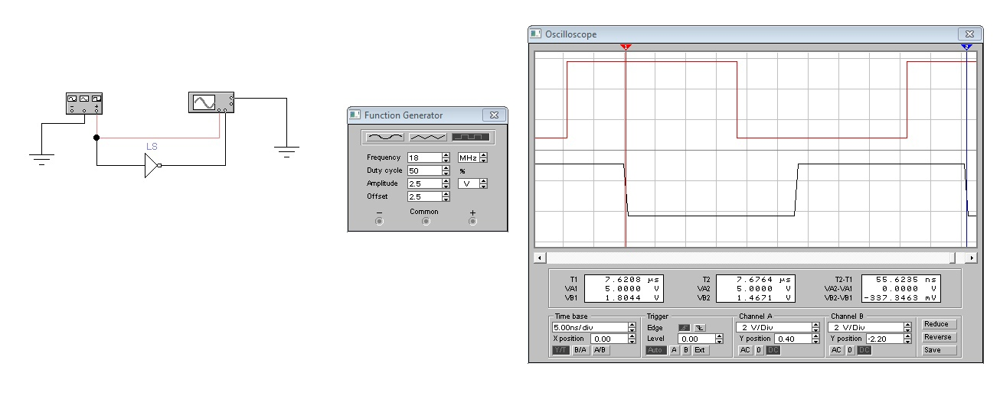 LS
Function Generator
Frequency 18 MHz
Duty cycle 50 %
Amplitude 2.5 V
Offset 2.5
− Common +
Oscilloscope
1 2
T1 7.6208 µs T2 7.6764 µs T2-T1 55.6235 ns
VA1 5.0000 V VA2 5.0000 V VA2-VA1 0.0000 V
VB1 1.8044 V VB2 1.4671 V VB2-VB1 -337.3463 mV
Time base Trigger Channel A Channel B
5.00ns/div Edge 2 V/Div 2 V/Div Reduce
X position 0.00 Level 0.00 Y position 0.40 Y position -2.20 Reverse
Y/T B/A A/B Auto A B Ext AC 0 DC AC 0 DC Save